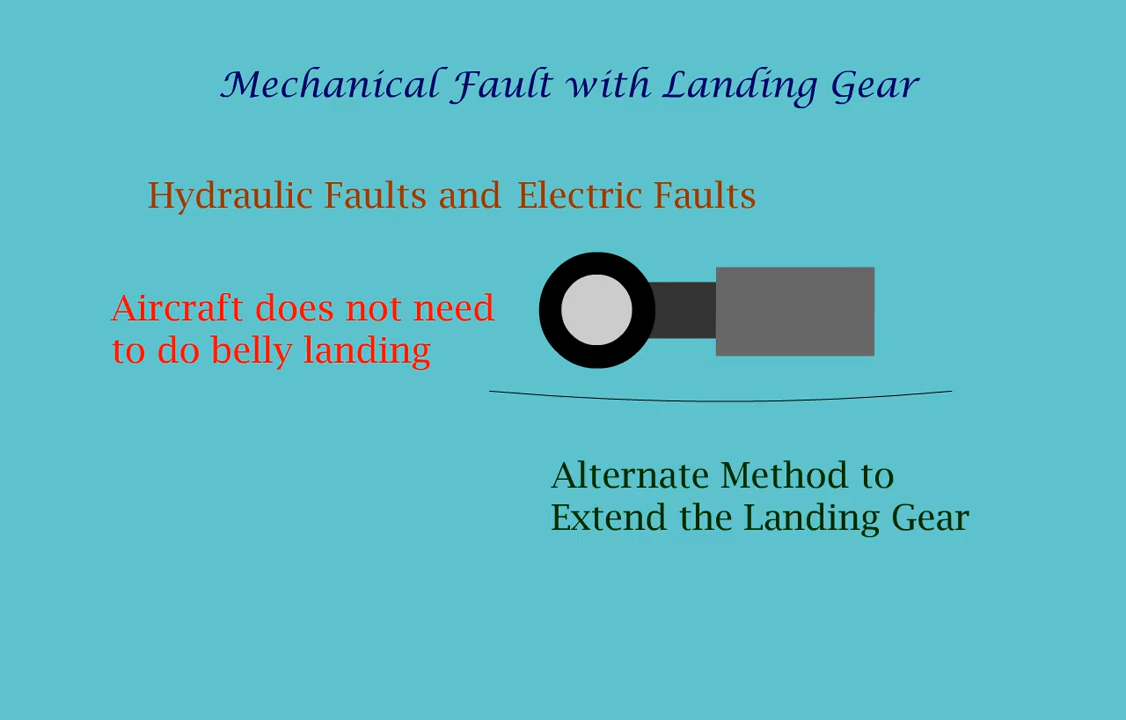 Mechanical Fault with Landing Gear
Hydraulic Faults and Electric Faults
Aircraft does not need
to do belly landing
Alternate Method to
Extend the Landing Gear